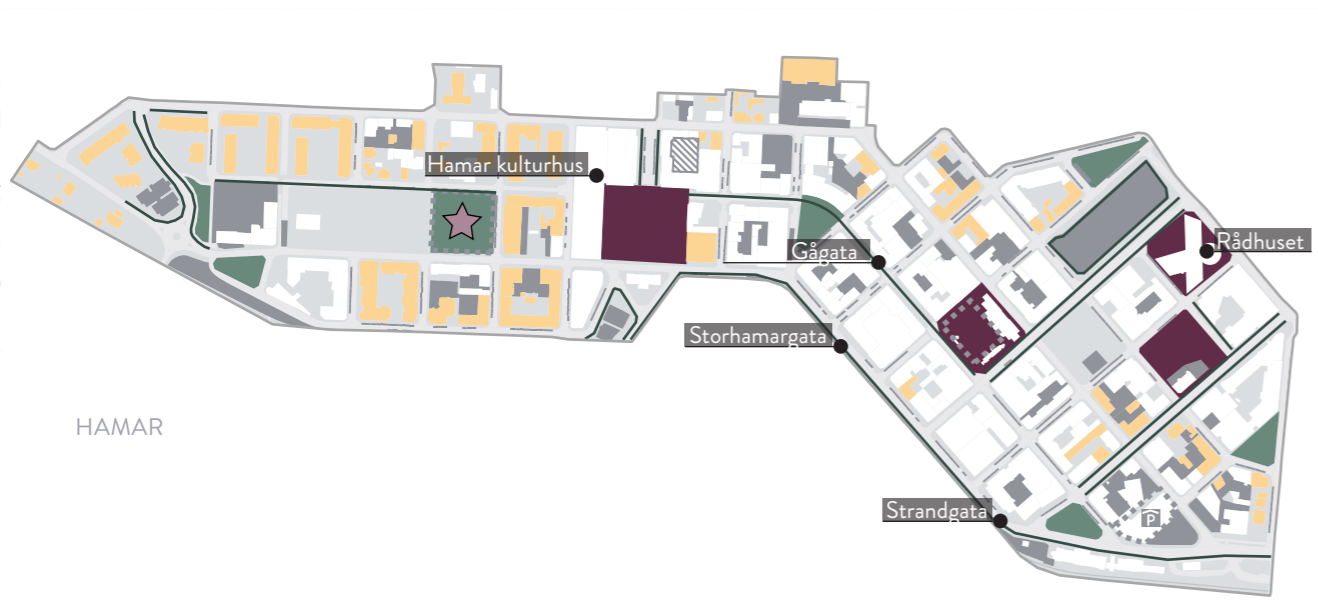 Hamar kulturhus
Rådhuset
Gågata
Storhamargata
HAMAR
Strandgata
P